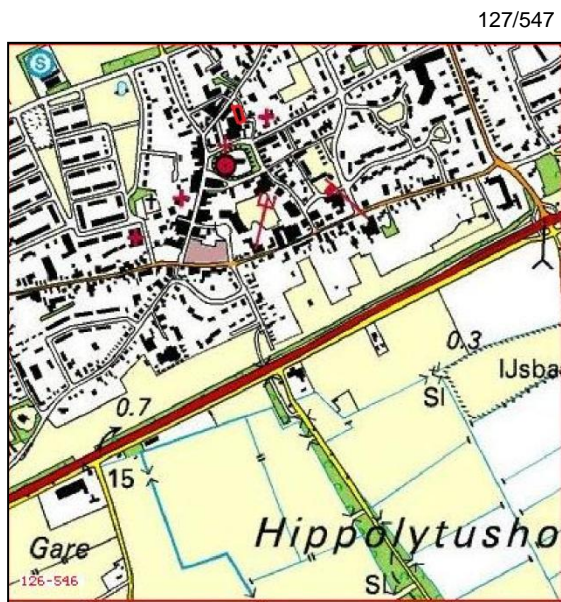 127/547
S
0.3
IJsba
Sl
0.7
15
Hippolytusho
Gare
126-546
Sl